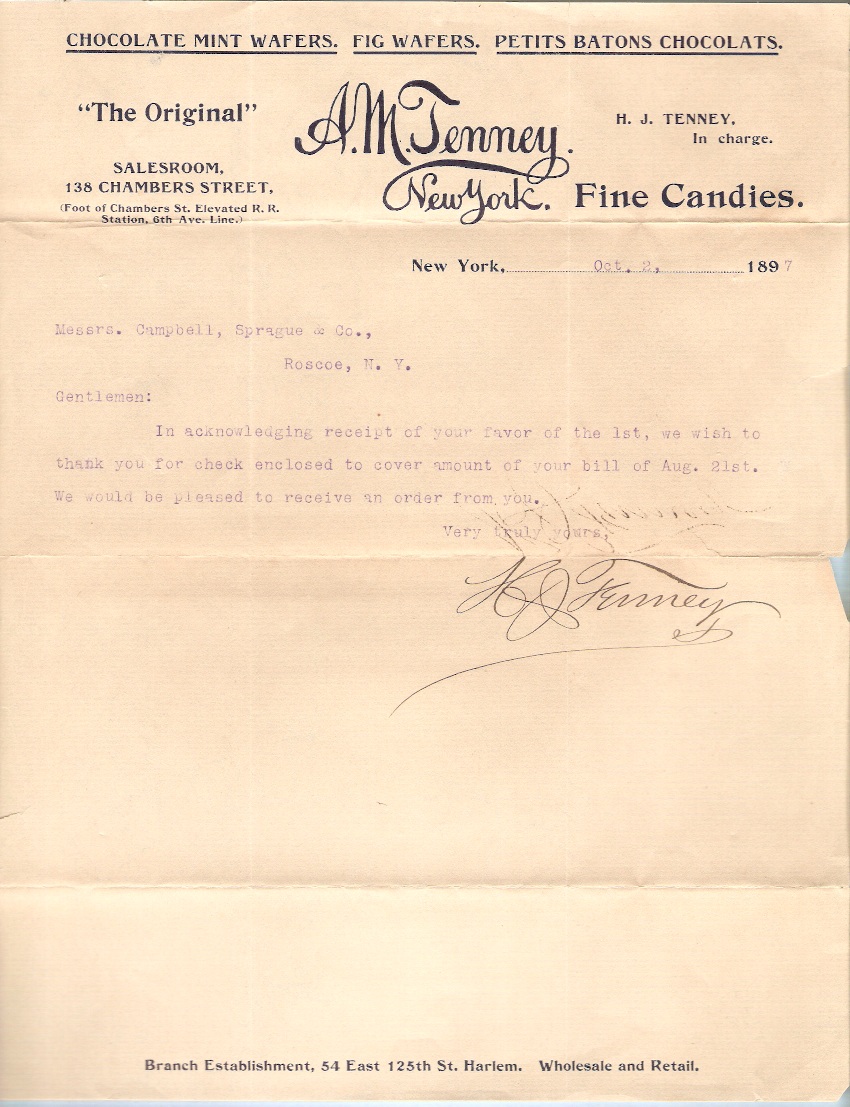 CHOCOLATE MINT WAFERS. FIG WAFERS. PETITS BATONS CHOCOLATS.
"The Original"
SALESROOM,
138 CHAMBERS STREET,
(Foot of Chambers St. Elevated R. R.
Station, 6th Ave. Line.)
A. M. Tenney.
New York.
H. J. TENNEY,
In charge.
Fine Candies.
New York, Oct. 2, 1897
Messrs. Campbell, Sprague & Co.,
Roscoe, N. Y.
Gentlemen:
In acknowledging receipt of your favor of the 1st, we wish to
thank you for check enclosed to cover amount of your bill of Aug. 21st.
We would be pleased to receive an order from you.
Very truly yours,
H J Tenney
Branch Establishment, 54 East 125th St. Harlem. Wholesale and Retail.